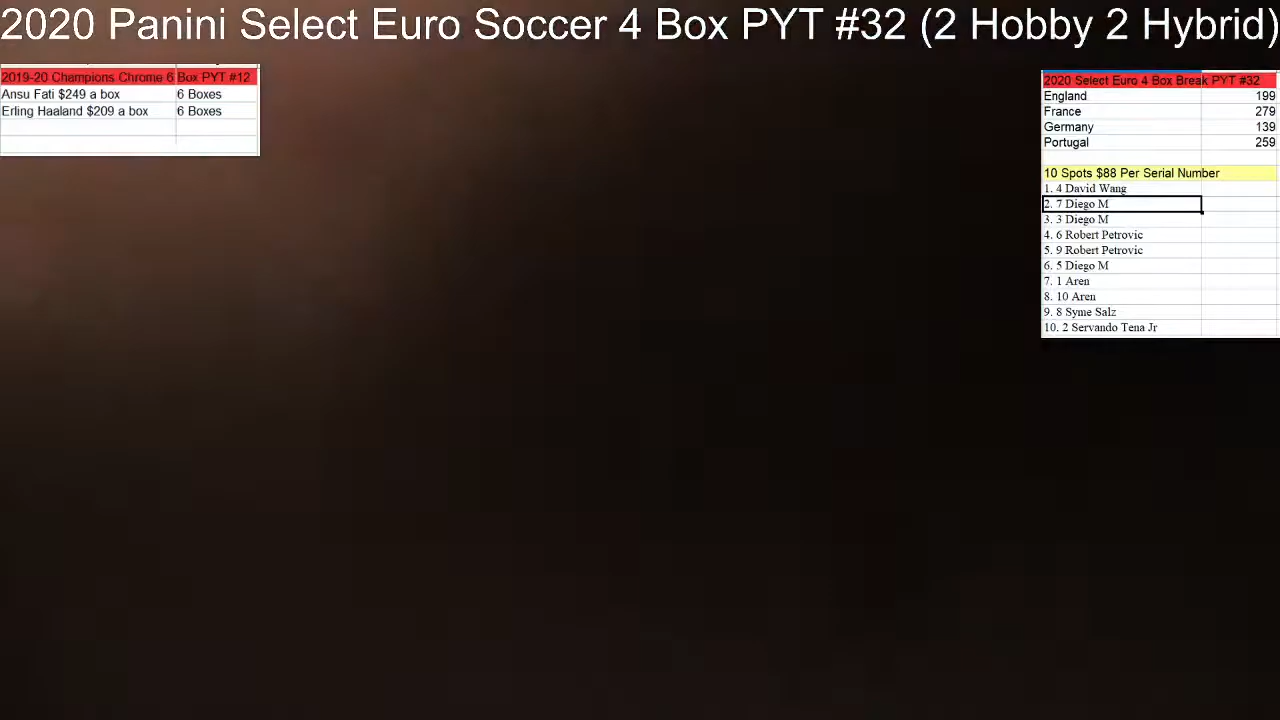 2020 Panini Select Euro Soccer 4 Box PYT #32 (2 Hobby 2 Hybrid)
2019-20 Champions Chrome 6 Box PYT #12
Ansu Fati $249 a box 6 Boxes
Erling Haaland $209 a box 6 Boxes
2020 Select Euro 4 Box Break PYT #32
England 199
France 279
Germany 139
Portugal 259
10 Spots $88 Per Serial Number
1. 4 David Wang
2. 7 Diego M
3. 3 Diego M
4. 6 Robert Petrovic
5. 9 Robert Petrovic
6. 5 Diego M
7. 1 Aren
8. 10 Aren
9. 8 Syme Salz
10. 2 Servando Tena Jr